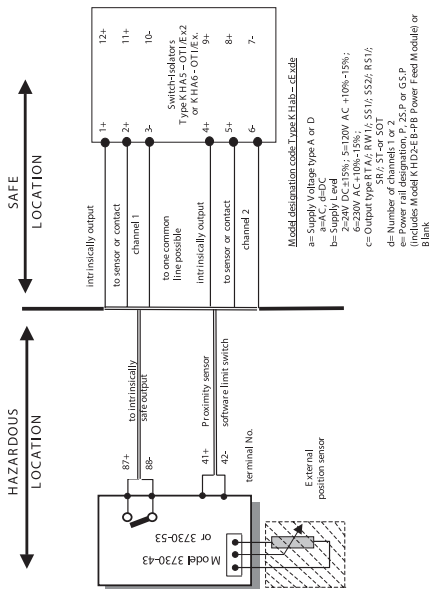 HAZARDOUS
LOCATION
SAFE
LOCATION
Model 3730-43
or 3730-53
87+
88-
41+
42-
terminal No.
External
position sensor
to intrinsically
safe output
Proximity sensor
software limit switch
intrinsically output
to sensor or contact
channel 1
to one common
line possible
intrinsically output
to sensor or contact
channel 2
1+
2+
3-
4+
5+
6-
Switch-Isolators
Type KHA5 - OTI/Ex2
or KHA6 - OTI/Ex.
12+
11+
10-
9+
8+
7-
Model designation code Type K Hab – cExde
a= Supply Voltage type A or D
a=AC, d=DC
b= Supply Level
2=24V DC±15%; 5=120V AC +10%-15%;
6=230V AC+10%-15%;
c= Output type RTA/; RW1/; SS1/; SS2/; RS1/;
SR/; ST- or SOT
d= Number of channels 1 or 2
e= Power rail designation, P, 2S.P or GS.P
(includes Model KHD2-EB-PB Power Feed Module) or
Blank